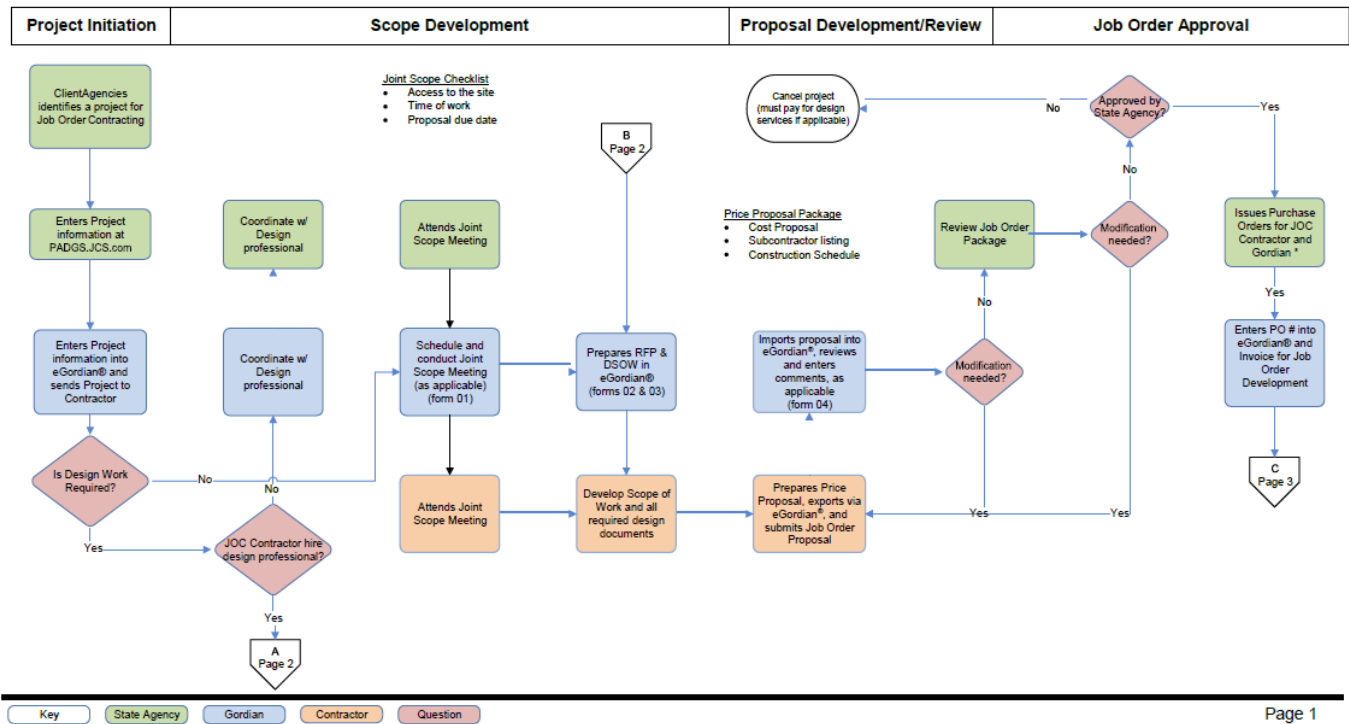 Project Initiation
Scope Development
Proposal Development/Review
Job Order Approval
ClientAgencies
identifies a project for
Job Order Contracting
Enters Project
information at
PADGS.JCS.com
Enters Project
information into
eGordian® and
sends Project to
Contractor
Is Design Work
Required?
No
Yes
Coordinate w/
Design
professional
Coordinate w/
Design
professional
No
JOC Contractor hire
design professional?
Yes
A
Page 2
Joint Scope Checklist
• Access to the site
• Time of work
• Proposal due date
Attends Joint
Scope Meeting
Schedule and
conduct Joint
Scope Meeting
(as applicable)
(form 01)
Attends Joint
Scope Meeting
B
Page 2
Prepares RFP &
DSOW in
eGordian®
(forms 02 & 03)
Develop Scope of
Work and all
required design
documents
Cancel project
(must pay for design
services if applicable)
Price Proposal Package
• Cost Proposal
• Subcontractor listing
• Construction Schedule
Imports proposal into
eGordian®, reviews
and enters
comments, as
applicable
(form 04)
Prepares Price
Proposal, exports via
eGordian®, and
submits Job Order
Proposal
Review Job Order
Package
No
Modification
needed?
Yes
No
Approved by
State Agency?
Yes
No
Modification
needed?
Yes
Issues Purchase
Orders for JOC
Contractor and
Gordian *
Yes
Enters PO # into
eGordian® and
Invoice for Job
Order
Development
C
Page 3
Key
State Agency
Gordian
Contractor
Question
Page 1